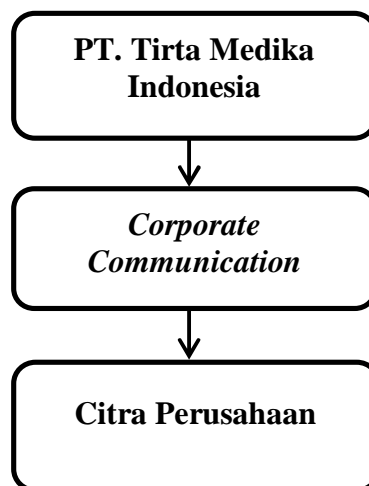 PT. Tirta Medika
Indonesia
Corporate
Communication
Citra Perusahaan